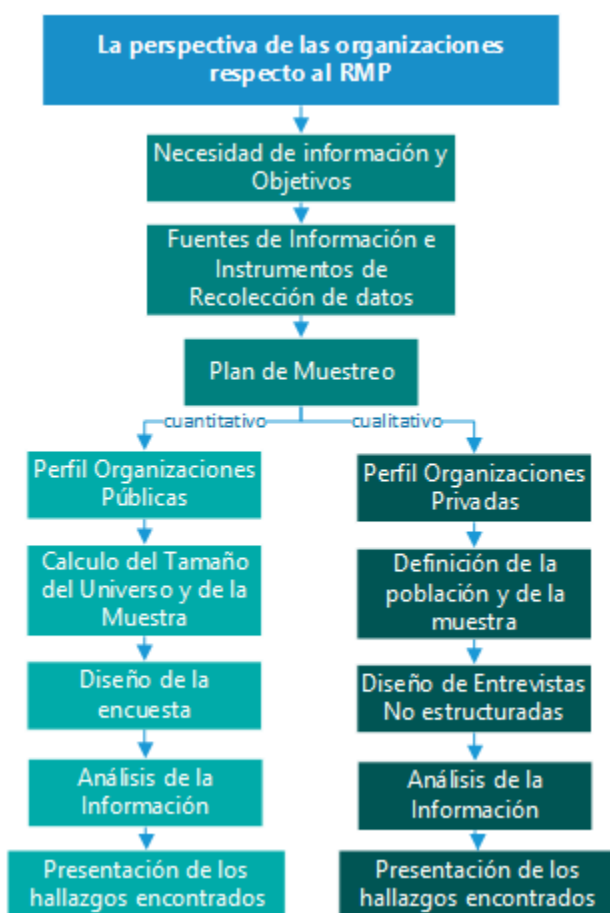 La perspectiva de las organizaciones
respecto al RMP
Necesidad de información y
Objetivos
Fuentes de Información e
Instrumentos de
Recolección de datos
Plan de Muestreo
cuantitativo
cualitativo
Perfil Organizaciones
Públicas
Calculo del Tamaño
del Universo y de la
Muestra
Diseño de la
encuesta
Análisis de la
Información
Presentación de los
hallazgos encontrados
Perfil Organizaciones
Privadas
Definición de la
población y de la
muestra
Diseño de Entrevistas
No estructuradas
Análisis de la
Información
Presentación de los
hallazgos encontrados